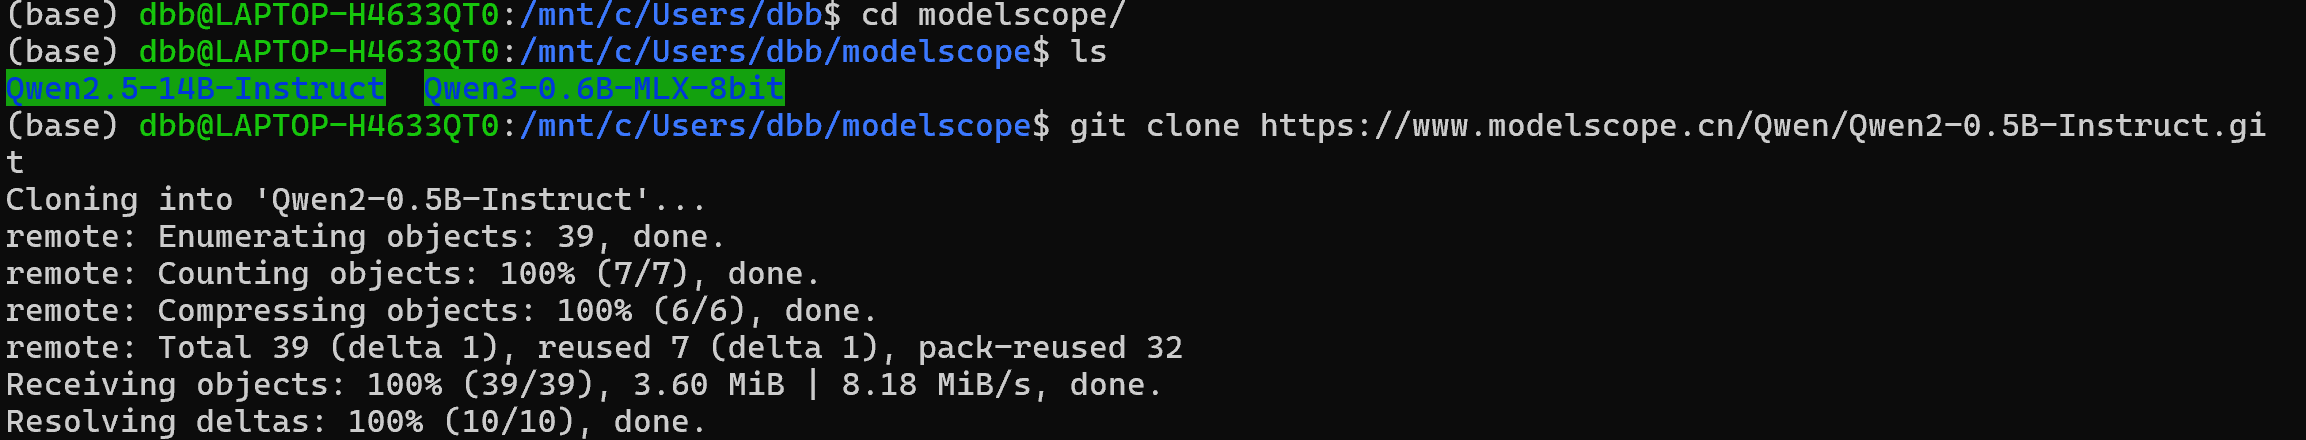 (base) dbb@LAPTOP-H4633QT0:/mnt/c/Users/dbb$ cd modelscope/
(base) dbb@LAPTOP-H4633QT0:/mnt/c/Users/dbb/modelscope$ ls
Qwen2.5-14B-Instruct  Qwen3-0.6B-MLX-8bit
(base) dbb@LAPTOP-H4633QT0:/mnt/c/Users/dbb/modelscope$ git clone https://www.modelscope.cn/Qwen/Qwen2-0.5B-Instruct.gi
t
Cloning into 'Qwen2-0.5B-Instruct'...
remote: Enumerating objects: 39, done.
remote: Counting objects: 100% (7/7), done.
remote: Compressing objects: 100% (6/6), done.
remote: Total 39 (delta 1), reused 7 (delta 1), pack-reused 32
Receiving objects: 100% (39/39), 3.60 MiB | 8.18 MiB/s, done.
Resolving deltas: 100% (10/10), done.